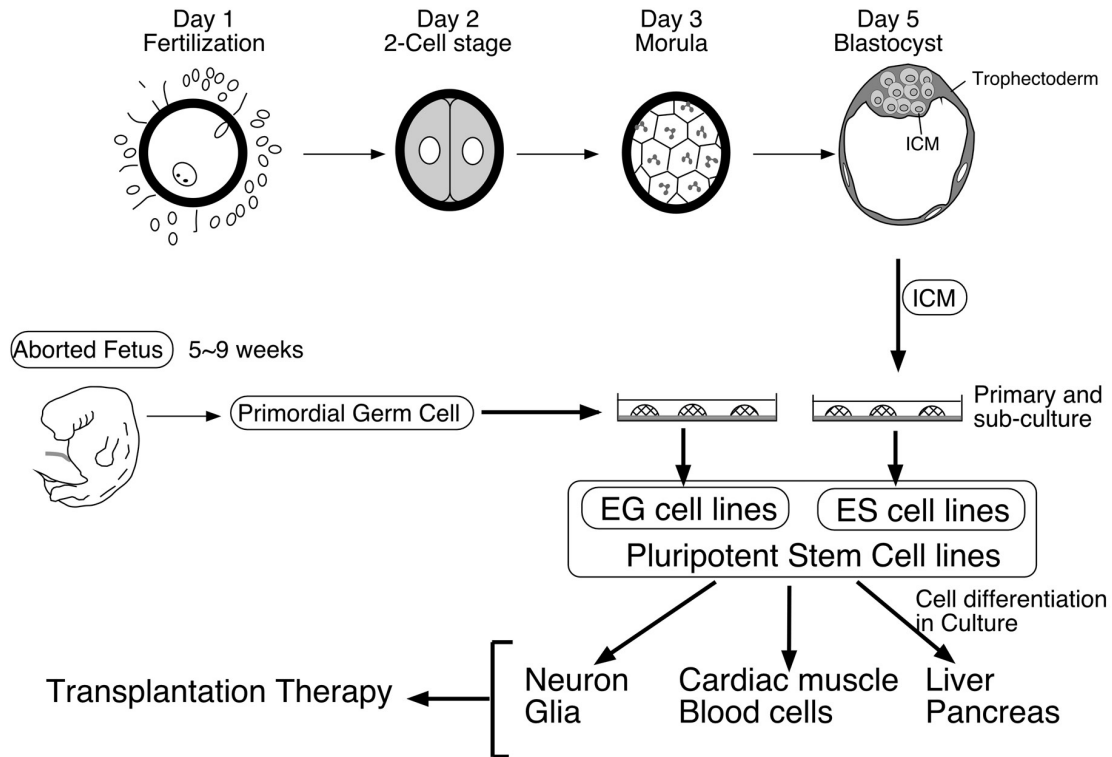 Day 1
Fertilization
Day 2
2-Cell stage
Day 3
Morula
Day 5
Blastocyst
Trophectoderm
ICM
ICM
Aborted Fetus
5~9 weeks
Primordial Germ Cell
Primary and
sub-culture
EG cell lines
ES cell lines
Pluripotent Stem Cell lines
Cell differentiation
in Culture
Transplantation Therapy
Neuron
Glia
Cardiac muscle
Blood cells
Liver
Pancreas